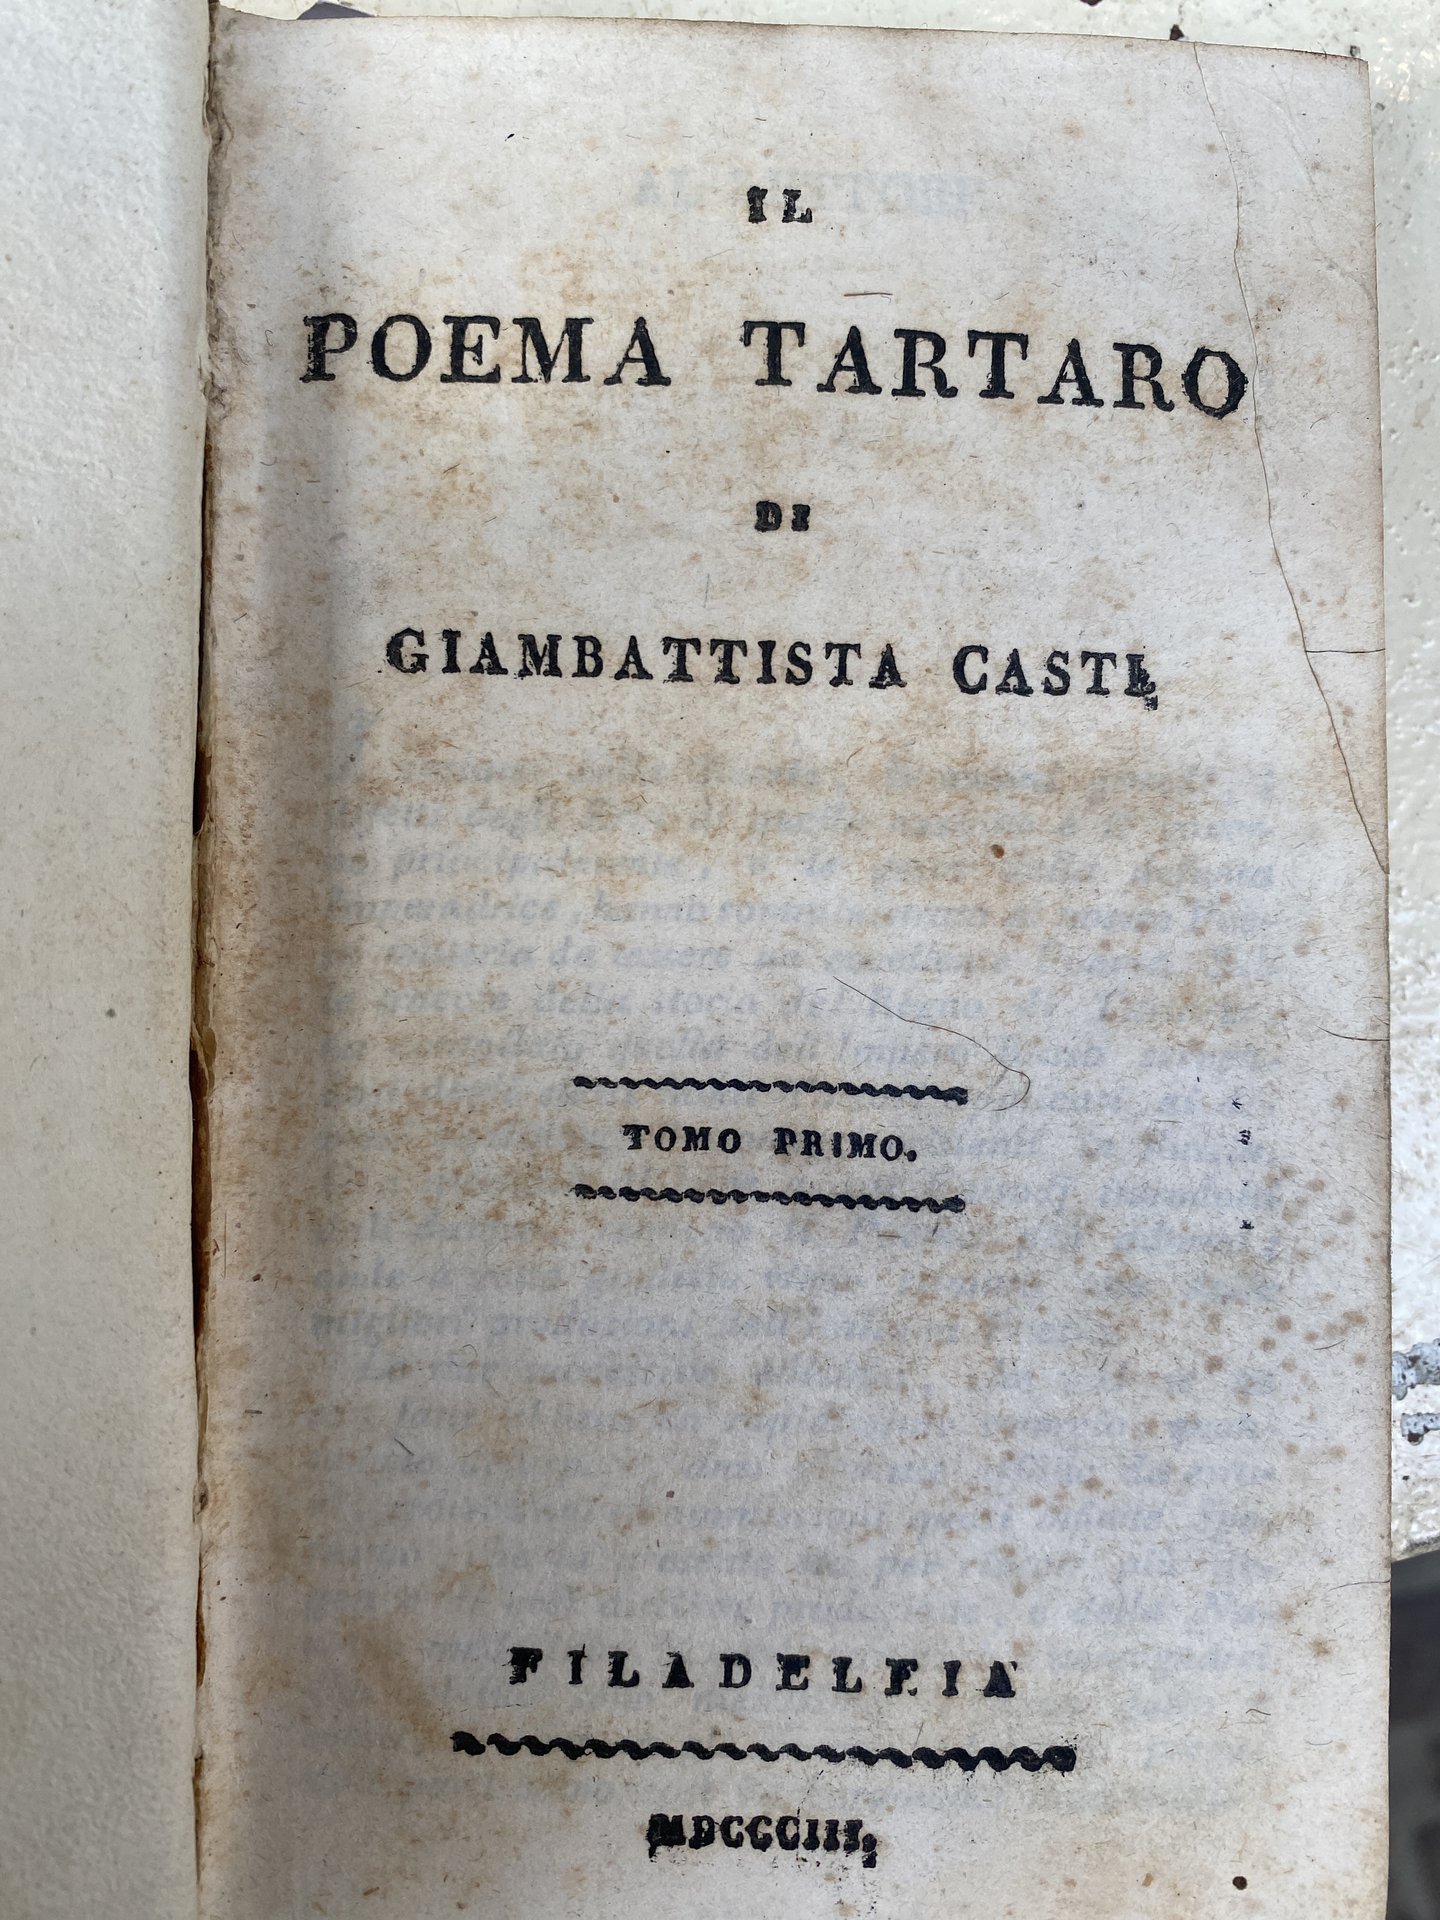 IL
POEMA TARTARO
DI
GIAMBATTISTA CASTI
TOMO PRIMO.
FILADELFIA
MDCCCIII.